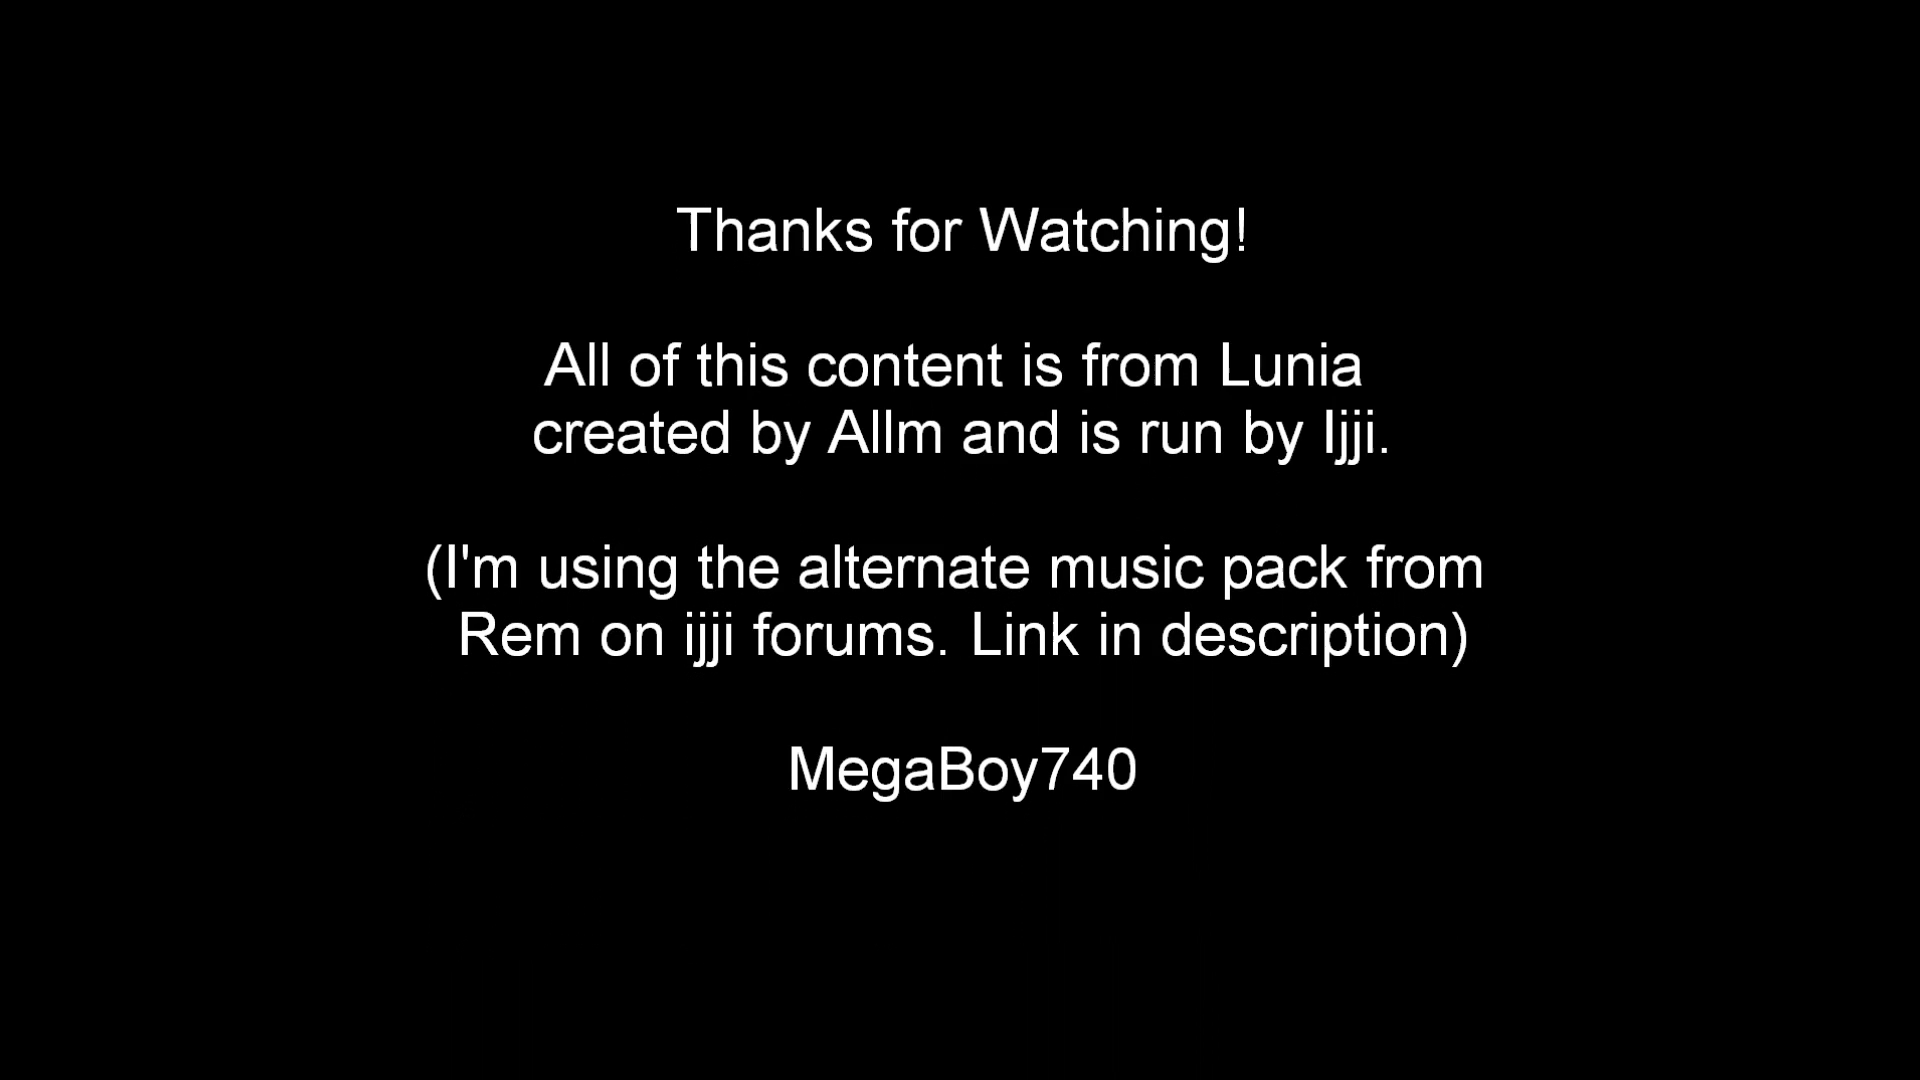 Thanks for Watching!
All of this content is from Lunia
created by Allm and is run by Ijji.
(I'm using the alternate music pack from
Rem on ijji forums. Link in description)
MegaBoy740